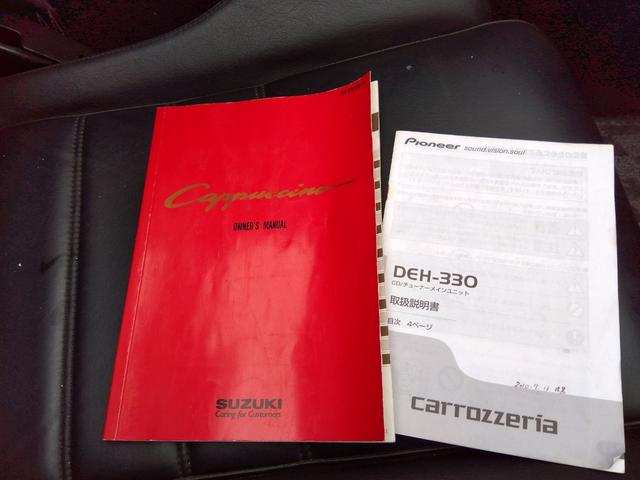 Cappuccino
OWNER'S MANUAL
SUZUKI
Caring for Customers
Pioneer sound.vision.soul
DEH-330
CD/チューナーメインユニット
取扱説明書
目次 4ページ
carrozzeria